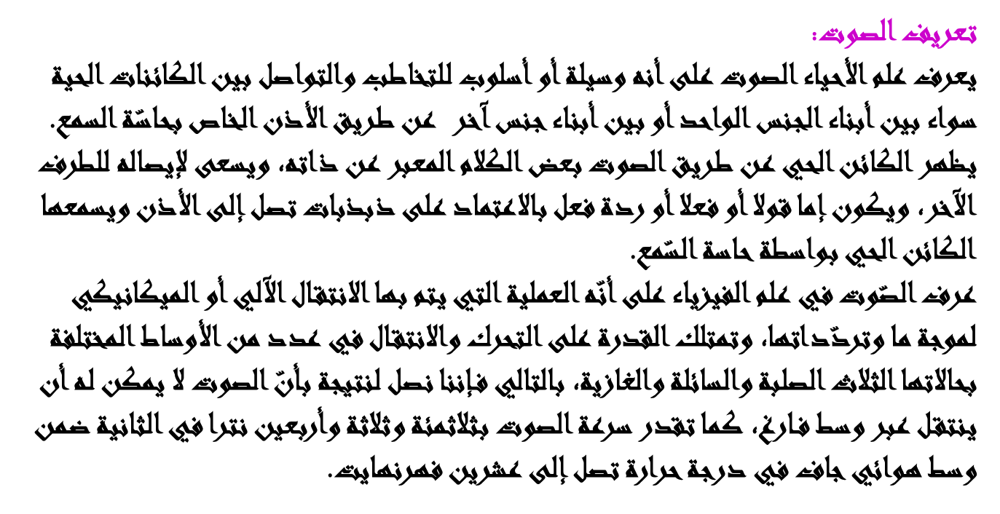 تعريف الصوت:
يعرف علم الأحياء الصوت على أنه وسيلة أو أسلوب للتخاطب والتواصل بين الكائنات الحية
سواء بين أبناء الجنس الواحد أو بين أبناء جنس آخر عن طريق الأذن الخاص بحاسّة السمع.
يظهر الكائن الحي عن طريق الصوت بعض الكلام المعبر عن ذاته، ويسعى لإيصاله للطرف
الآخر، ويكون إما قولا أو فعلا أو ردة فعل بالاعتماد على ذبذبات تصل إلى الأذن ويسمعها
الكائن الحي بواسطة حاسة السّمع.
عرف الصّوت في علم الفيزياء على أنّه العملية التي يتم بها الانتقال الآلي أو الميكانيكي
لموجة ما وتردّداتها، وتمتلك القدرة على التحرك والانتقال في عدد من الأوساط المختلفة
بحالاتها الثلاث الصلبة والسائلة والغازية، بالتالي فإننا نصل لنتيجة بأنّ الصوت لا يمكن له أن
ينتقل عبر وسط فارغ، كما تقدر سرعة الصوت بثلاثمئة وثلاثة وأربعين نترا في الثانية ضمن
وسط هوائي جاف في درجة حرارة تصل إلى عشرين فهرنهايت.